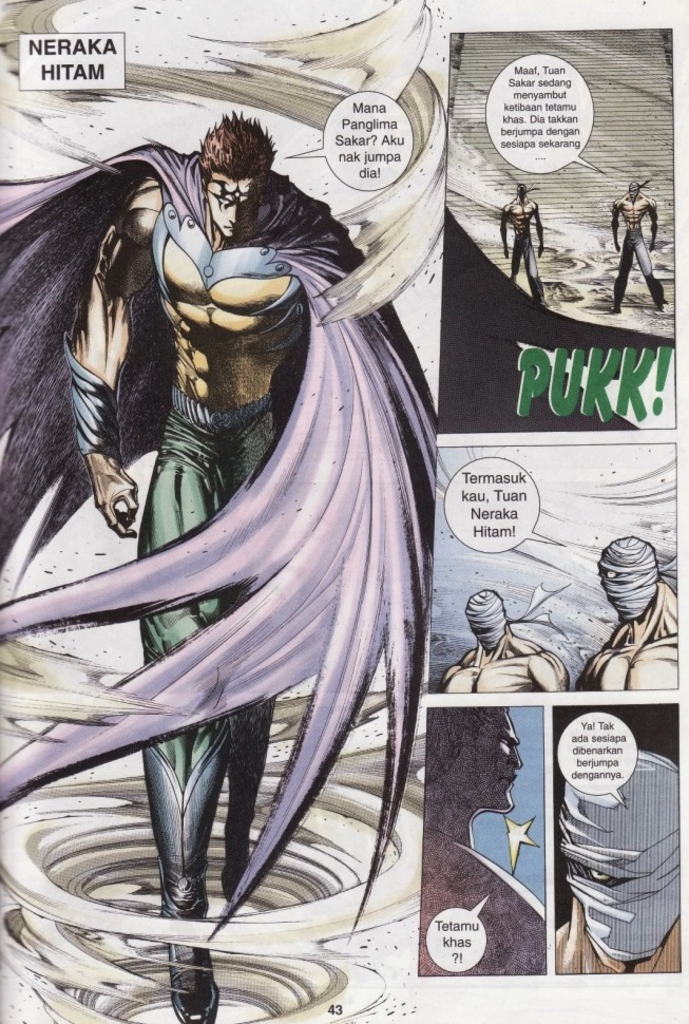 NERAKA
HITAM
Mana
Panglima
Sakar? Aku
nak jumpa
dia!
Maaf, Tuan
Sakar sedang
menyambut
ketibaan tetamu
khas. Dia takkan
berjumpa dengan
sesiapa sekarang
....
PUKK!
Termasuk
kau, Tuan
Neraka
Hitam!
Tetamu
khas
?!
Ya! Tak
ada sesiapa
dibenarkan
berjumpa
dengannya.
43